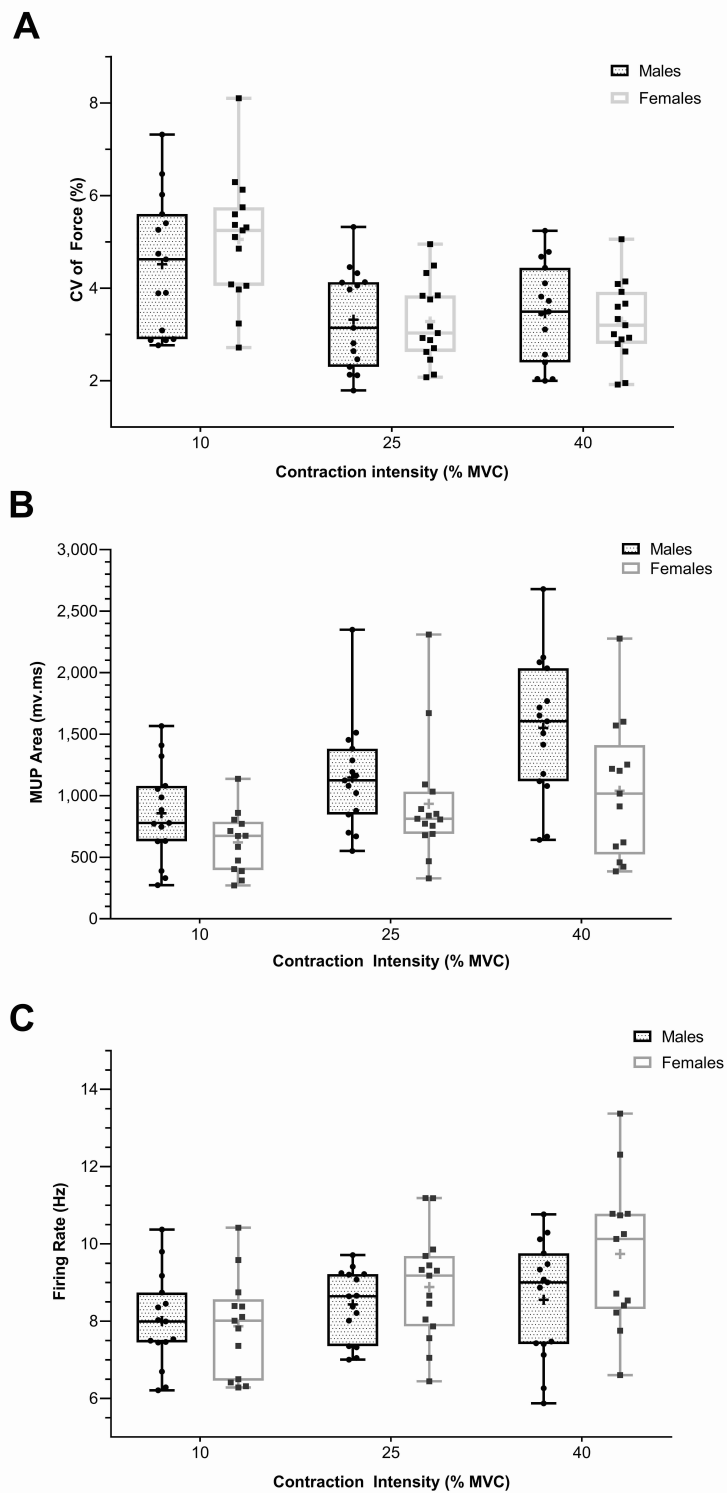 A
Males
Females
8
6
4
2
CV of Force (%)
10 25 40
Contraction intensity (% MVC)
B
Males
Females
3,000
2,500
2,000
1,500
1,000
500
0
MUP Area (mv.ms)
10 25 40
Contraction Intensity (% MVC)
C
Males
Females
14
12
10
8
6
Firing Rate (Hz)
10 25 40
Contraction Intensity (% MVC)